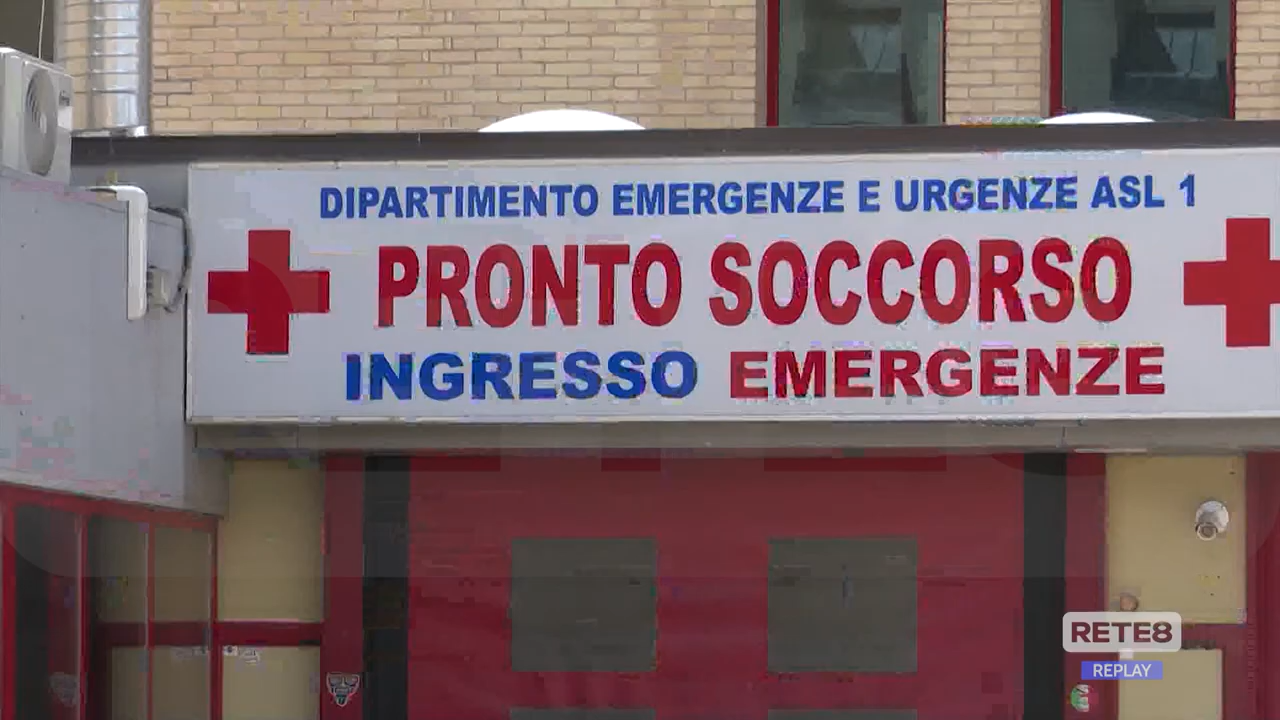 DIPARTIMENTO EMERGENZE E URGENZE ASL 1
PRONTO SOCCORSO
INGRESSO EMERGENZE
RETE8
REPLAY